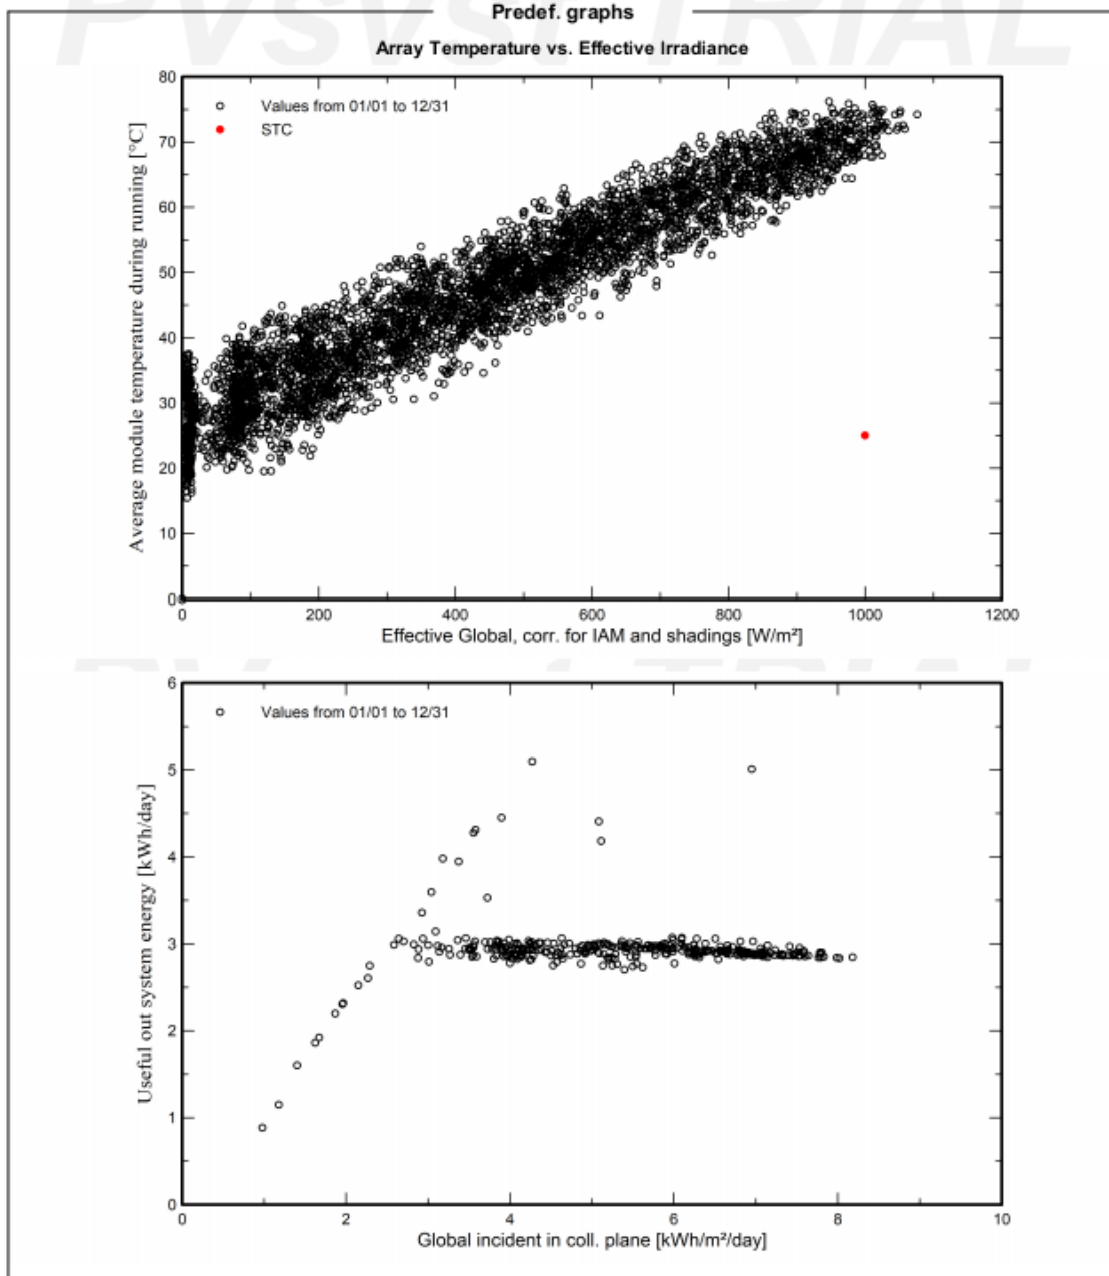 PVsyst TRIAL
Predef. graphs
Array Temperature vs. Effective Irradiance
Average module temperature during running [°C]
80
70
60
50
40
30
20
10
0
Values from 01/01 to 12/31
STC
0 200 400 600 800 1000 1200
Effective Global, corr. for IAM and shadings [W/m²]
PVsyst TRIAL
Useful out system energy [kWh/day]
6
5
4
3
2
1
0
Values from 01/01 to 12/31
0 2 4 6 8 10
Global incident in coll. plane [kWh/m²/day]